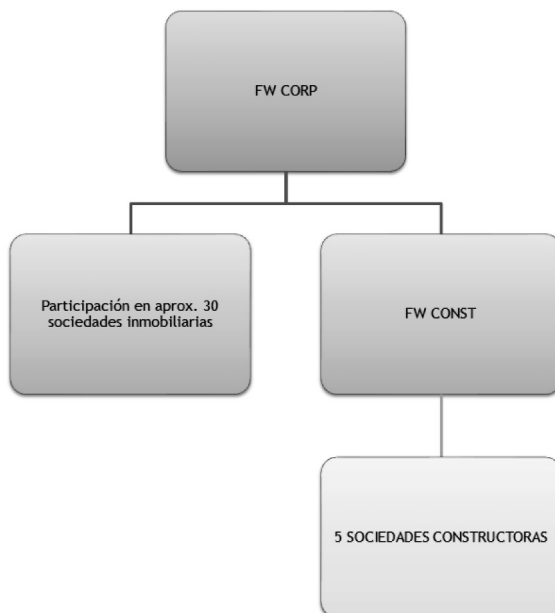 FW CORP
Participación en aprox. 30
sociedades inmobiliarias
FW CONST
5 SOCIEDADES CONSTRUCTORAS